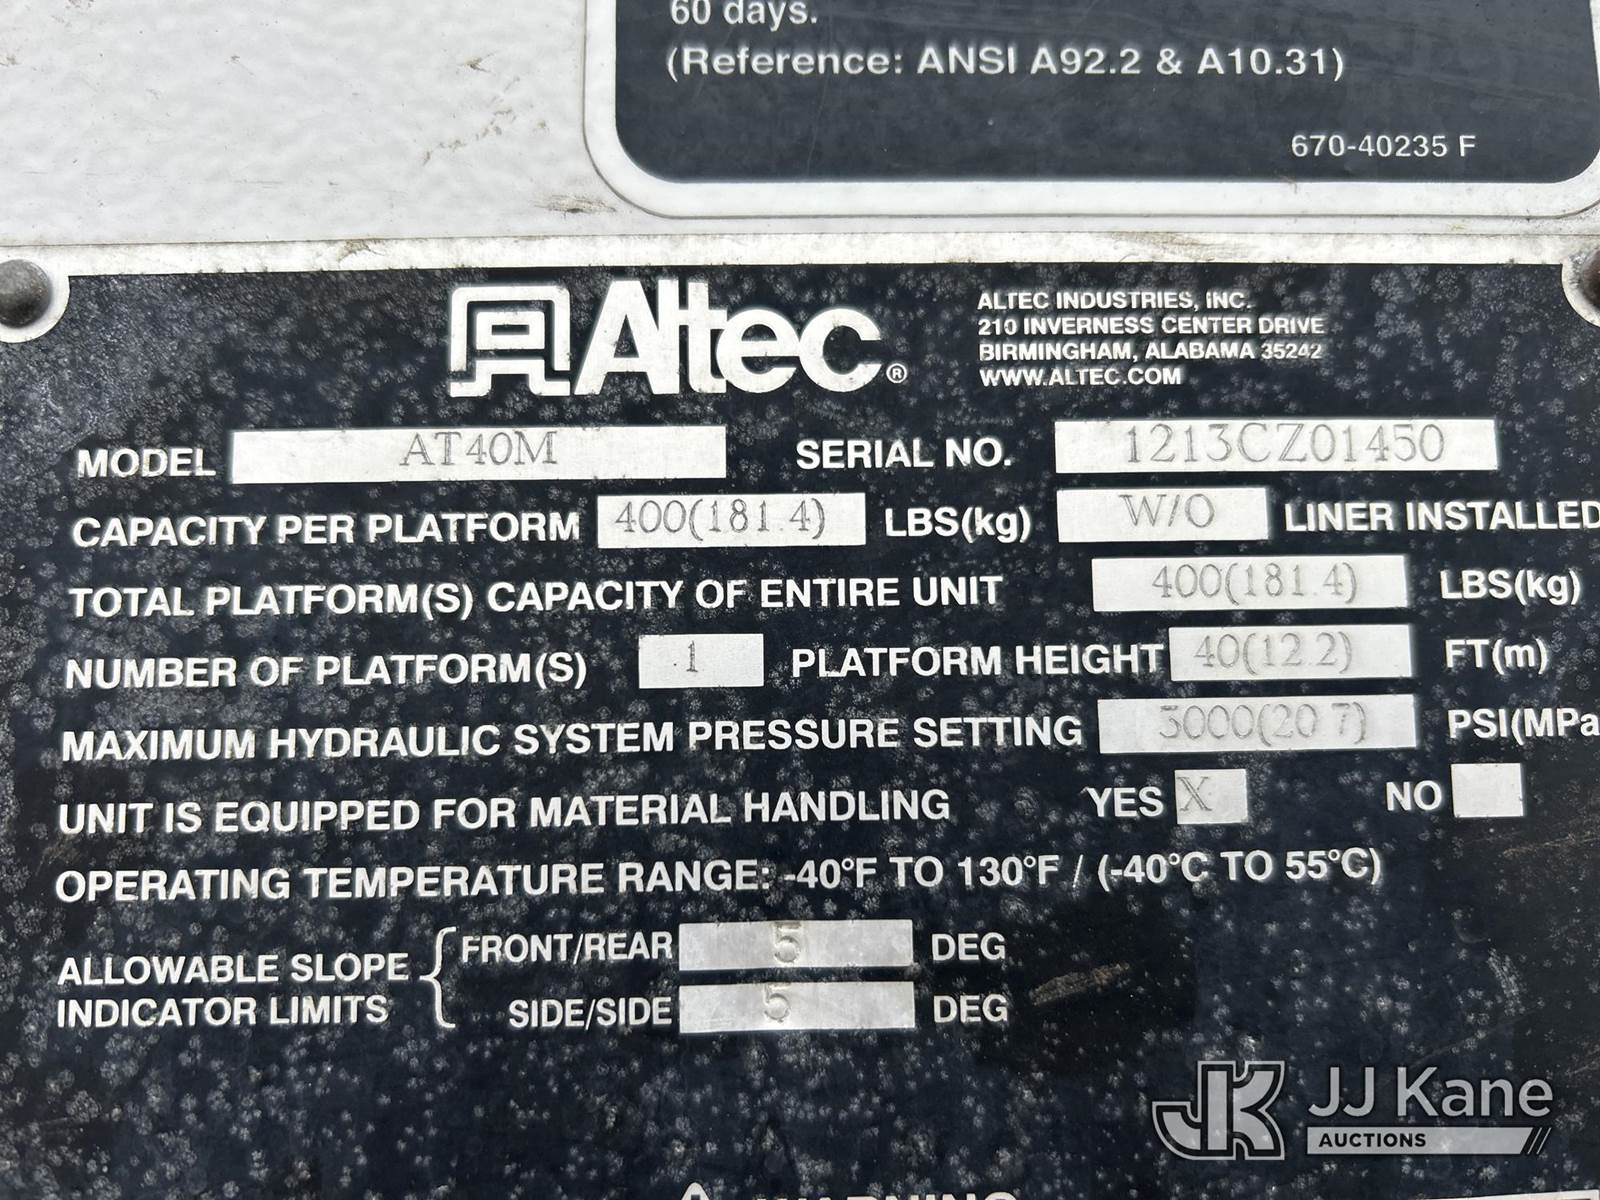 60 days.
(Reference: ANSI A92.2 & A10.31)
670-40235 F
Altec®
ALTEC INDUSTRIES, INC.
210 INVERNESS CENTER DRIVE
BIRMINGHAM, ALABAMA 35242
WWW.ALTEC.COM
MODEL AT40M SERIAL NO. 1213CZ01450
CAPACITY PER PLATFORM 400(181.4) LBS(kg) W/O LINER INSTALLED
TOTAL PLATFORM(S) CAPACITY OF ENTIRE UNIT 400(181.4) LBS(kg)
NUMBER OF PLATFORM(S) 1 PLATFORM HEIGHT 40(12.2) FT(m)
MAXIMUM HYDRAULIC SYSTEM PRESSURE SETTING 3000(20.7) PSI(MPa
UNIT IS EQUIPPED FOR MATERIAL HANDLING YES X NO
OPERATING TEMPERATURE RANGE: -40°F TO 130°F / (-40°C TO 55°C)
ALLOWABLE SLOPE INDICATOR LIMITS
FRONT/REAR 5 DEG
SIDE/SIDE 5 DEG
WARNING
JK JJ Kane
AUCTIONS